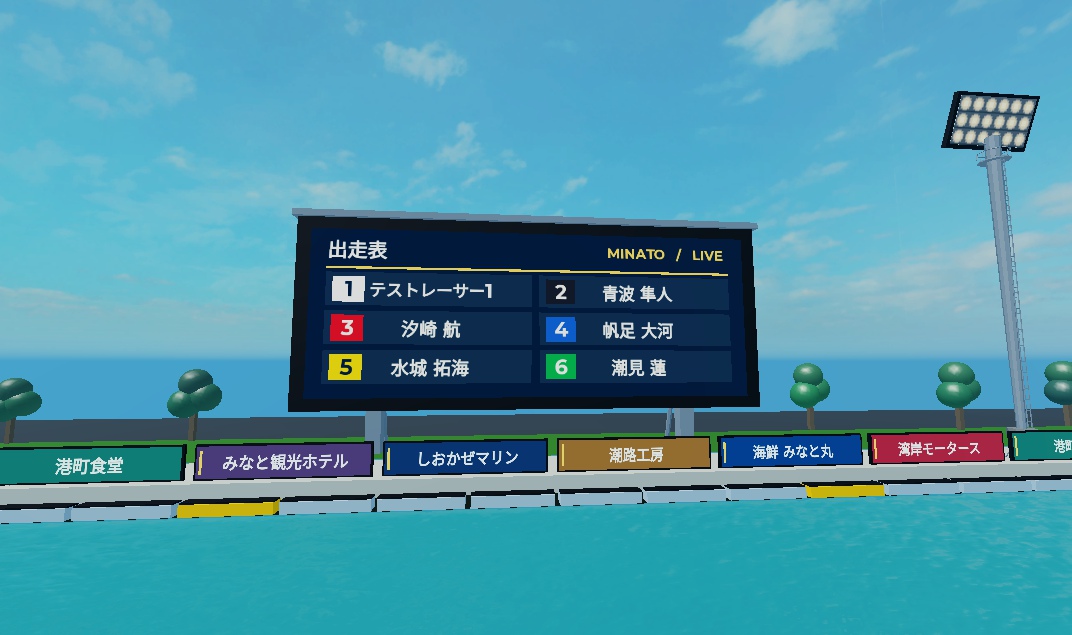 出走表
MINATO / LIVE
1 テストレーサー1
2 青波 隼人
3 汐崎 航
4 帆足 大河
5 水城 拓海
6 潮見 蓮
港町食堂
みなと観光ホテル
しおかぜマリン
潮路工房
海鮮 みなと丸
湾岸モータース
港町